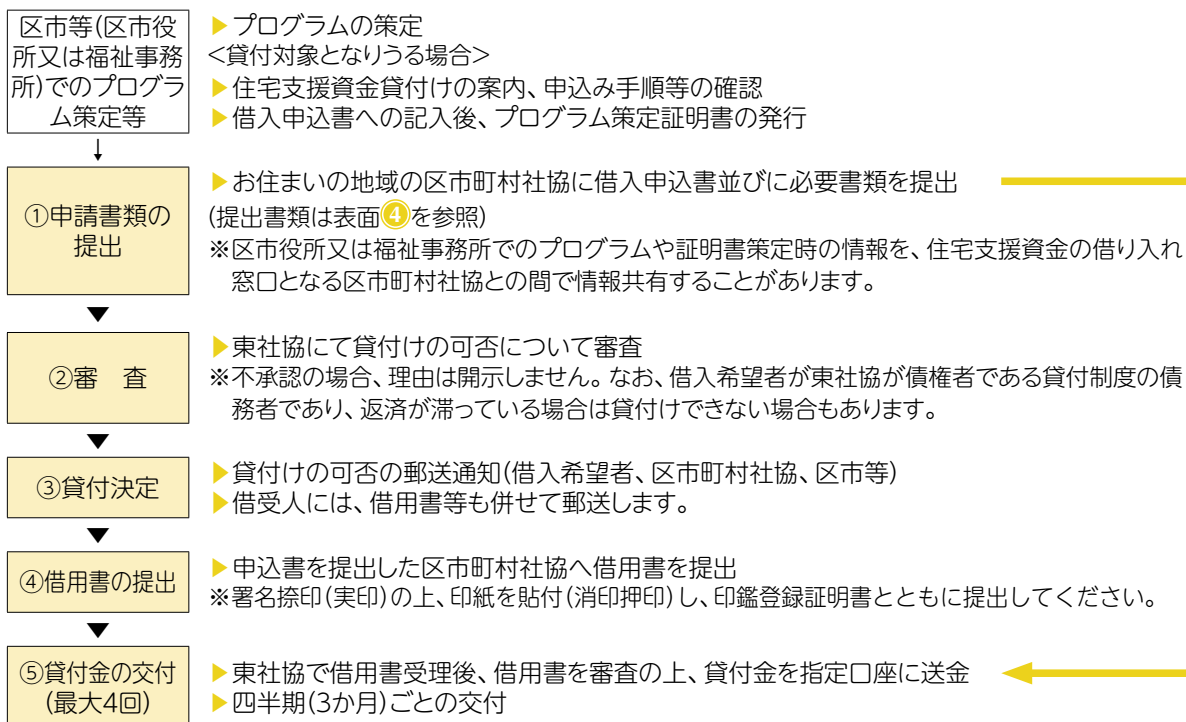 区市等(区市役
所又は福祉事務
所)でのプログラ
ム策定等
▶プログラムの策定
<貸付対象となりうる場合>
▶住宅支援資金貸付けの案内、申込み手順等の確認
▶借入申込書への記入後、プログラム策定証明書の発行
↓
①申請書類の
提出
▶お住まいの地域の区市町村社協に借入申込書並びに必要書類を提出
(提出書類は表面④を参照)
※区市役所又は福祉事務所でのプログラムや証明書策定時の情報を、住宅支援資金の借り入れ
窓口となる区市町村社協との間で情報共有することがあります。
▼
②審　査
▶東社協にて貸付けの可否について審査
※不承認の場合、理由は開示しません。なお、借入希望者が東社協が債権者である貸付制度の債
務者であり、返済が滞っている場合は貸付けできない場合もあります。
▼
③貸付決定
▶貸付けの可否の郵送通知(借入希望者、区市町村社協、区市等)
▶借受人には、借用書等も併せて郵送します。
▼
④借用書の提出
▶申込書を提出した区市町村社協へ借用書を提出
※署名捺印(実印)の上、印紙を貼付(消印押印)し、印鑑登録証明書とともに提出してください。
▼
⑤貸付金の交付
(最大4回)
▶東社協で借用書受理後、借用書を審査の上、貸付金を指定口座に送金
▶四半期(3か月)ごとの交付